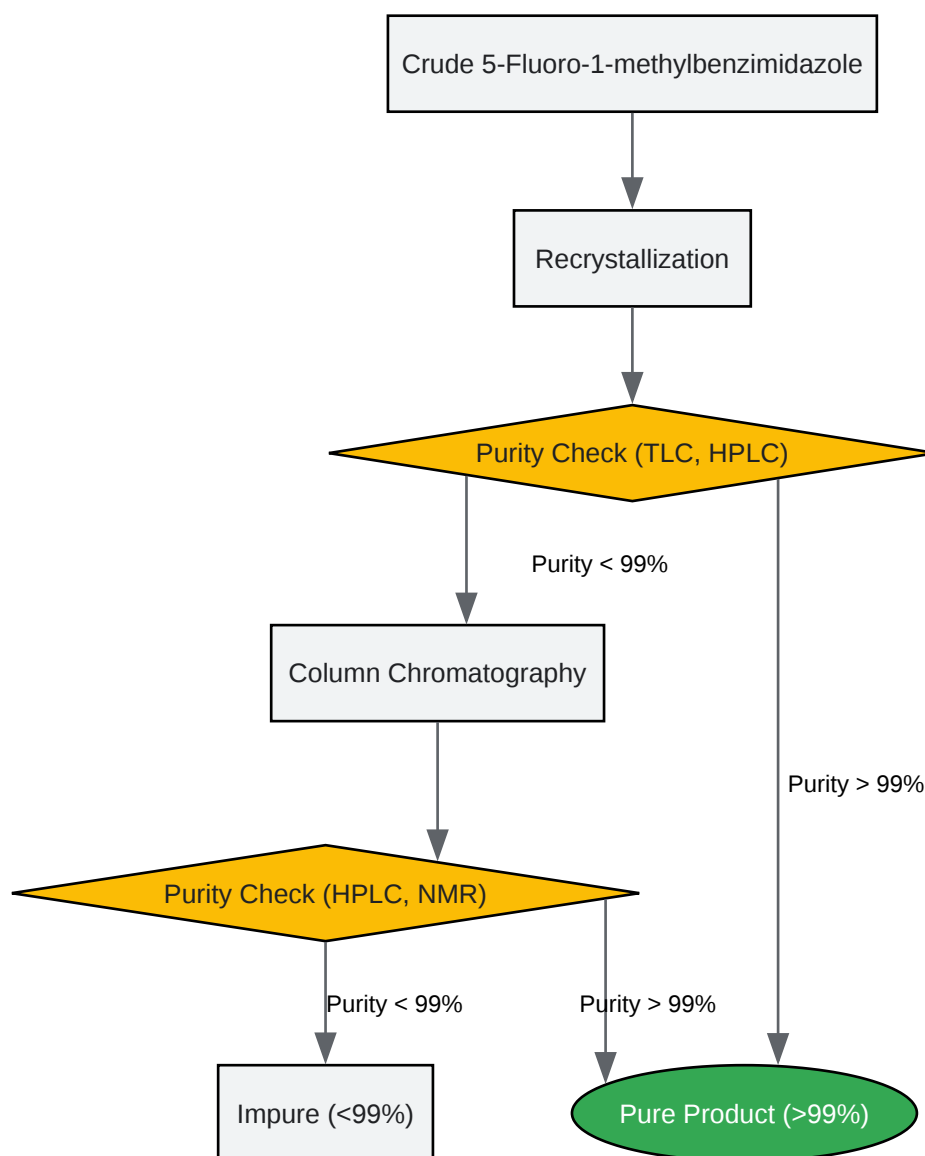 Crude 5-Fluoro-1-methylbenzimidazole
Recrystallization
Purity Check (TLC, HPLC)
Purity < 99%
Column Chromatography
Purity > 99%
Purity Check (HPLC, NMR)
Purity < 99%
Purity > 99%
Impure (<99%)
Pure Product (>99%)